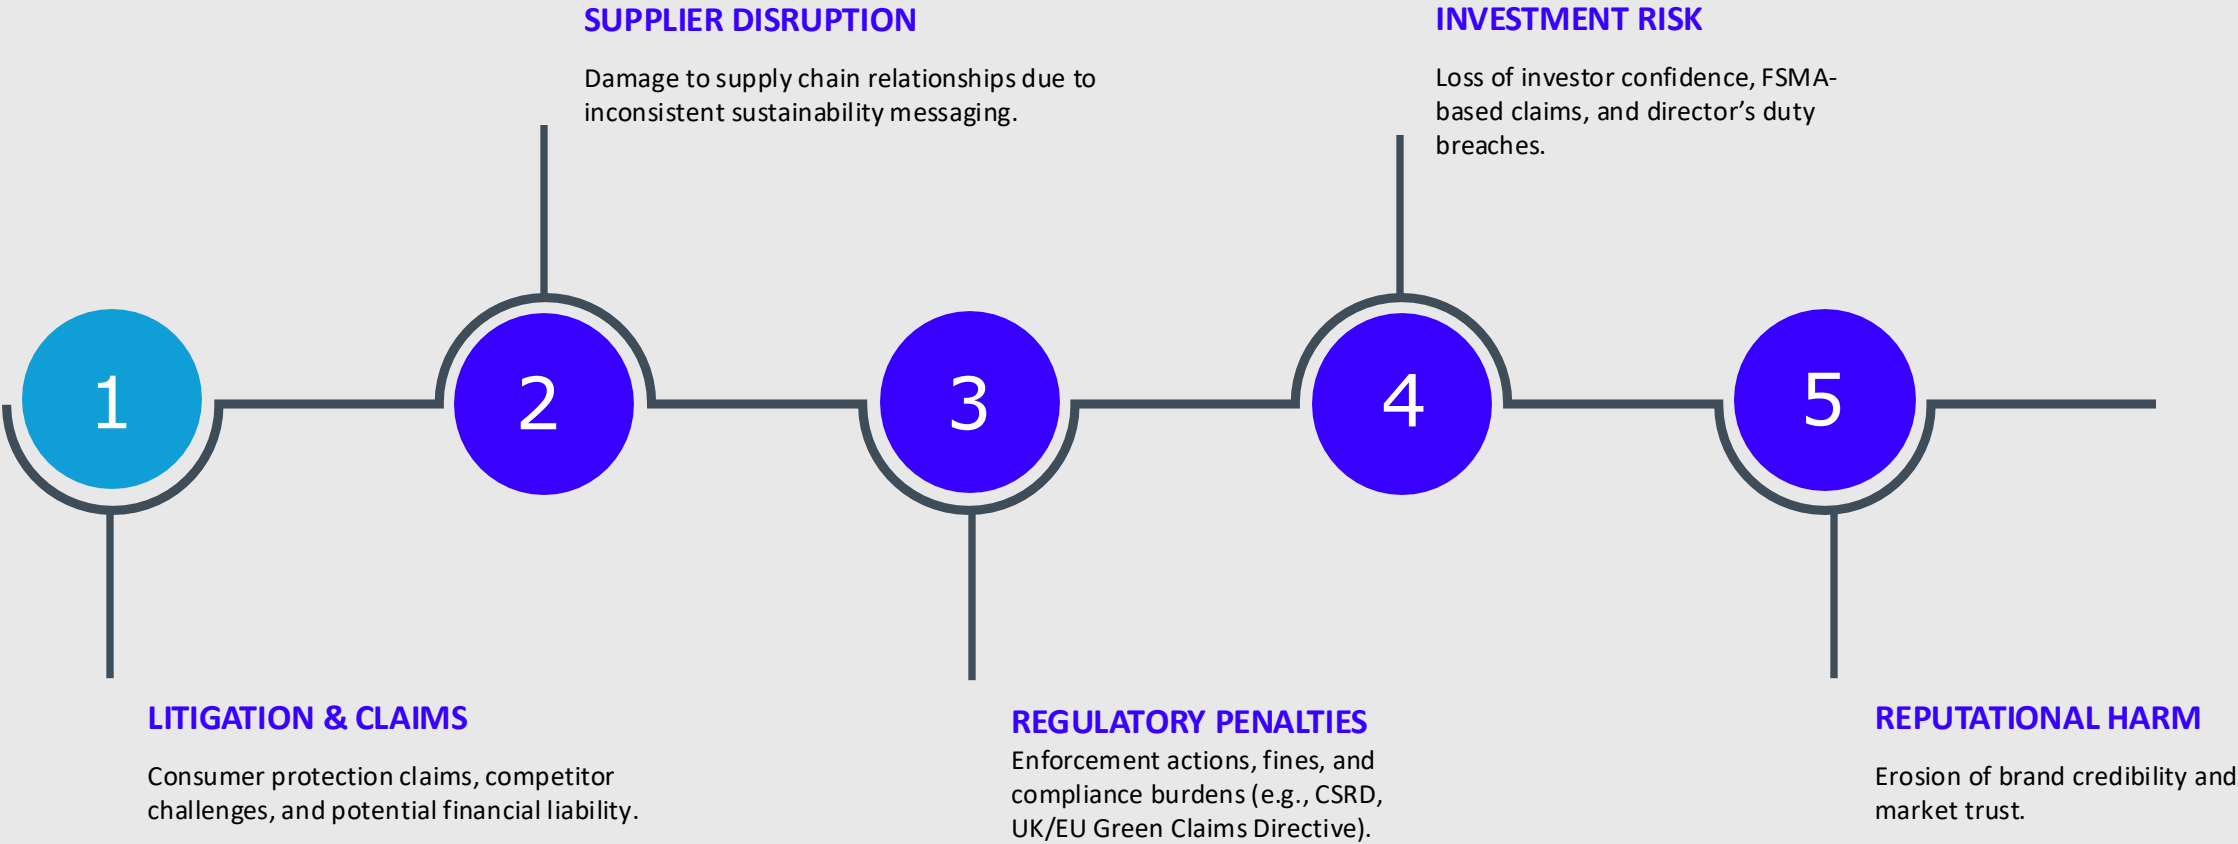 SUPPLIER DISRUPTION
Damage to supply chain relationships due to
inconsistent sustainability messaging.
INVESTMENT RISK
Loss of investor confidence, FSMA-
based claims, and director’s duty
breaches.
1
2
3
4
5
LITIGATION & CLAIMS
Consumer protection claims, competitor
challenges, and potential financial liability.
REGULATORY PENALTIES
Enforcement actions, fines, and
compliance burdens (e.g., CSRD,
UK/EU Green Claims Directive).
REPUTATIONAL HARM
Erosion of brand credibility and
market trust.